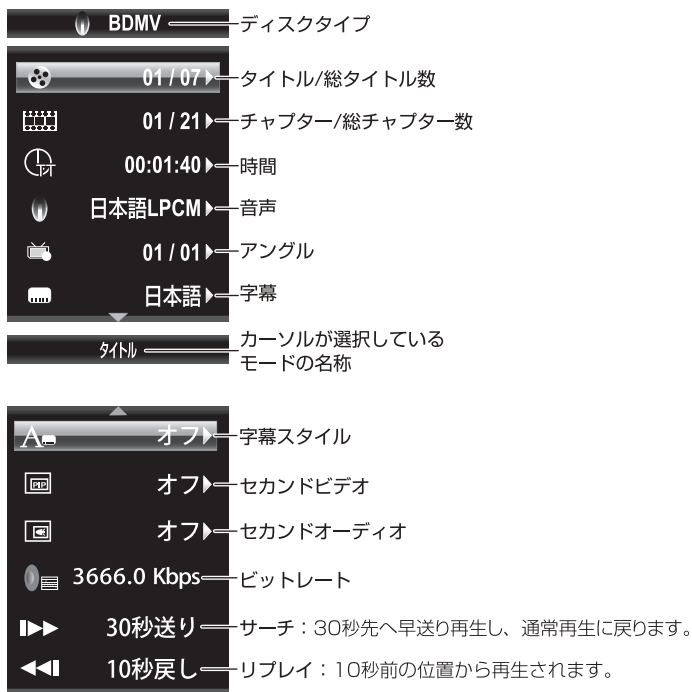 BDMV ディスクタイプ
01 / 07 タイトル/総タイトル数
01 / 21 チャプター/総チャプター数
00:01:40 時間
日本語LPCM 音声
01 / 01 アングル
日本語 字幕
タイトル カーソルが選択している
モードの名称
A オフ 字幕スタイル
PIP オフ セカンドビデオ
オフ セカンドオーディオ
3666.0 Kbps ビットレート
30秒送り サーチ：30秒先へ早送り再生し、通常再生に戻ります。
10秒戻し リプレイ：10秒前の位置から再生されます。